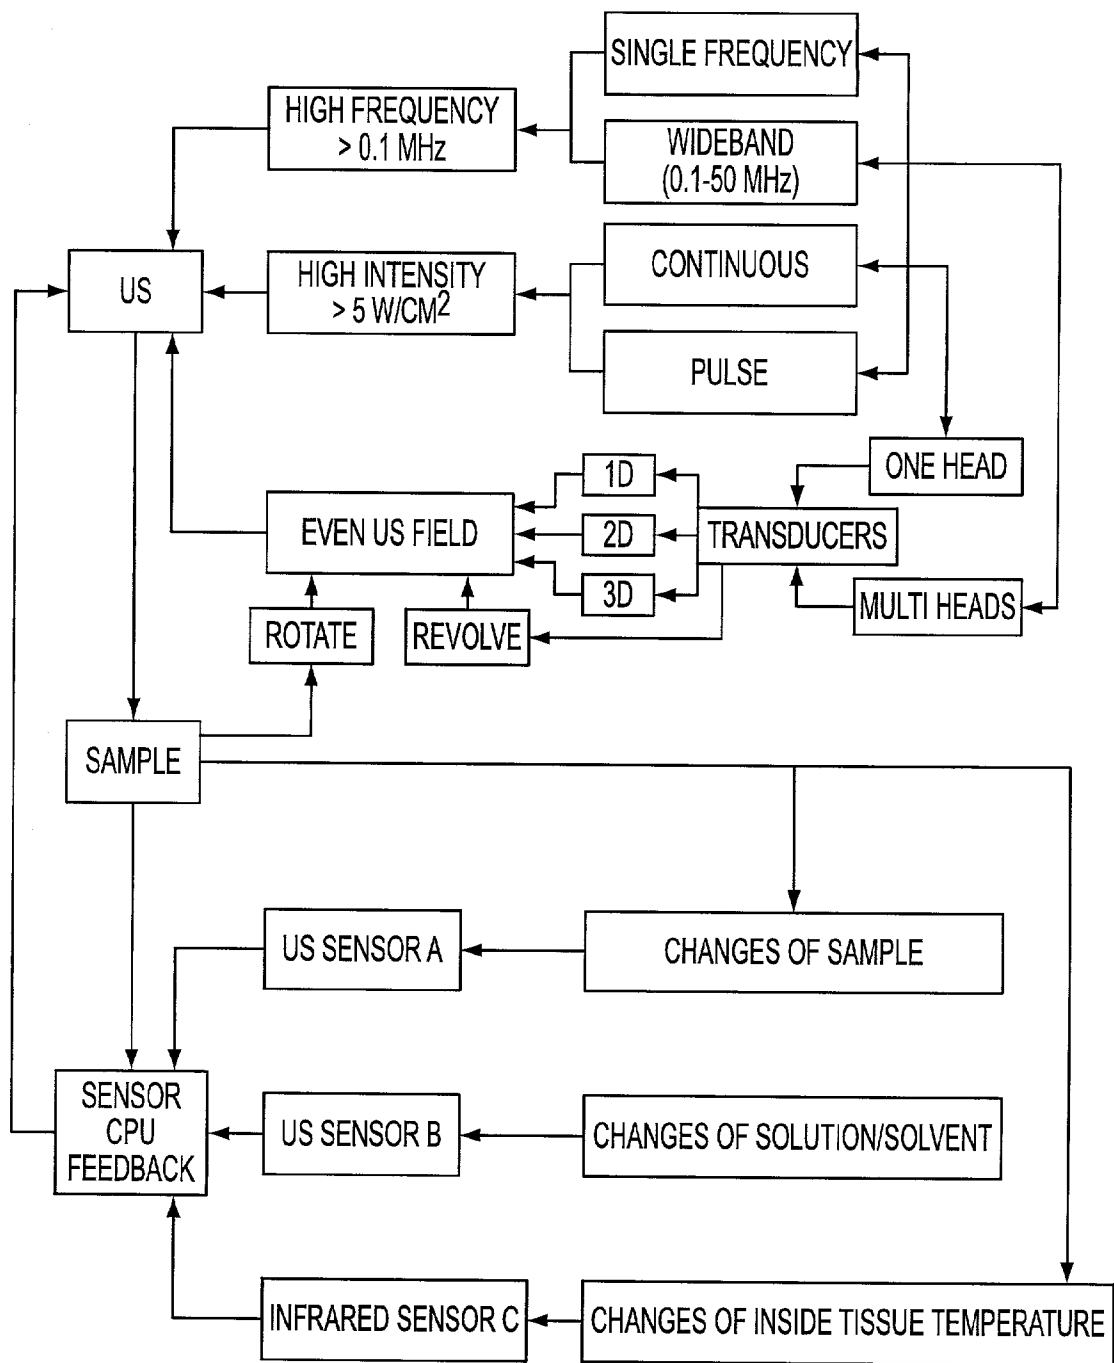 SINGLE FREQUENCY
HIGH FREQUENCY
> 0.1 MHz
WIDEBAND
(0.1-50 MHz)
US
HIGH INTENSITY
> 5 W/CM²
CONTINUOUS
PULSE
ONE HEAD
1D
EVEN US FIELD
2D
TRANSDUCERS
3D
MULTI HEADS
ROTATE
REVOLVE
SAMPLE
US SENSOR A
CHANGES OF SAMPLE
SENSOR
CPU
FEEDBACK
US SENSOR B
CHANGES OF SOLUTION/SOLVENT
INFRARED SENSOR C
CHANGES OF INSIDE TISSUE TEMPERATURE